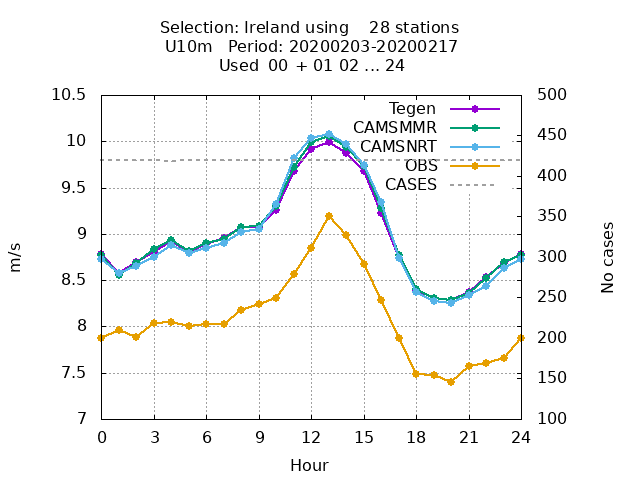 Selection: Ireland using    28 stations
U10m   Period: 20200203-20200217
Used  00  + 01 02 ... 24
10.5
10
9.5
9
8.5
8
7.5
7
500
450
400
350
300
250
200
150
100
Tegen
CAMSMMR
CAMSNRT
OBS
CASES
m/s
No cases
0 3 6 9 12 15 18 21 24
Hour